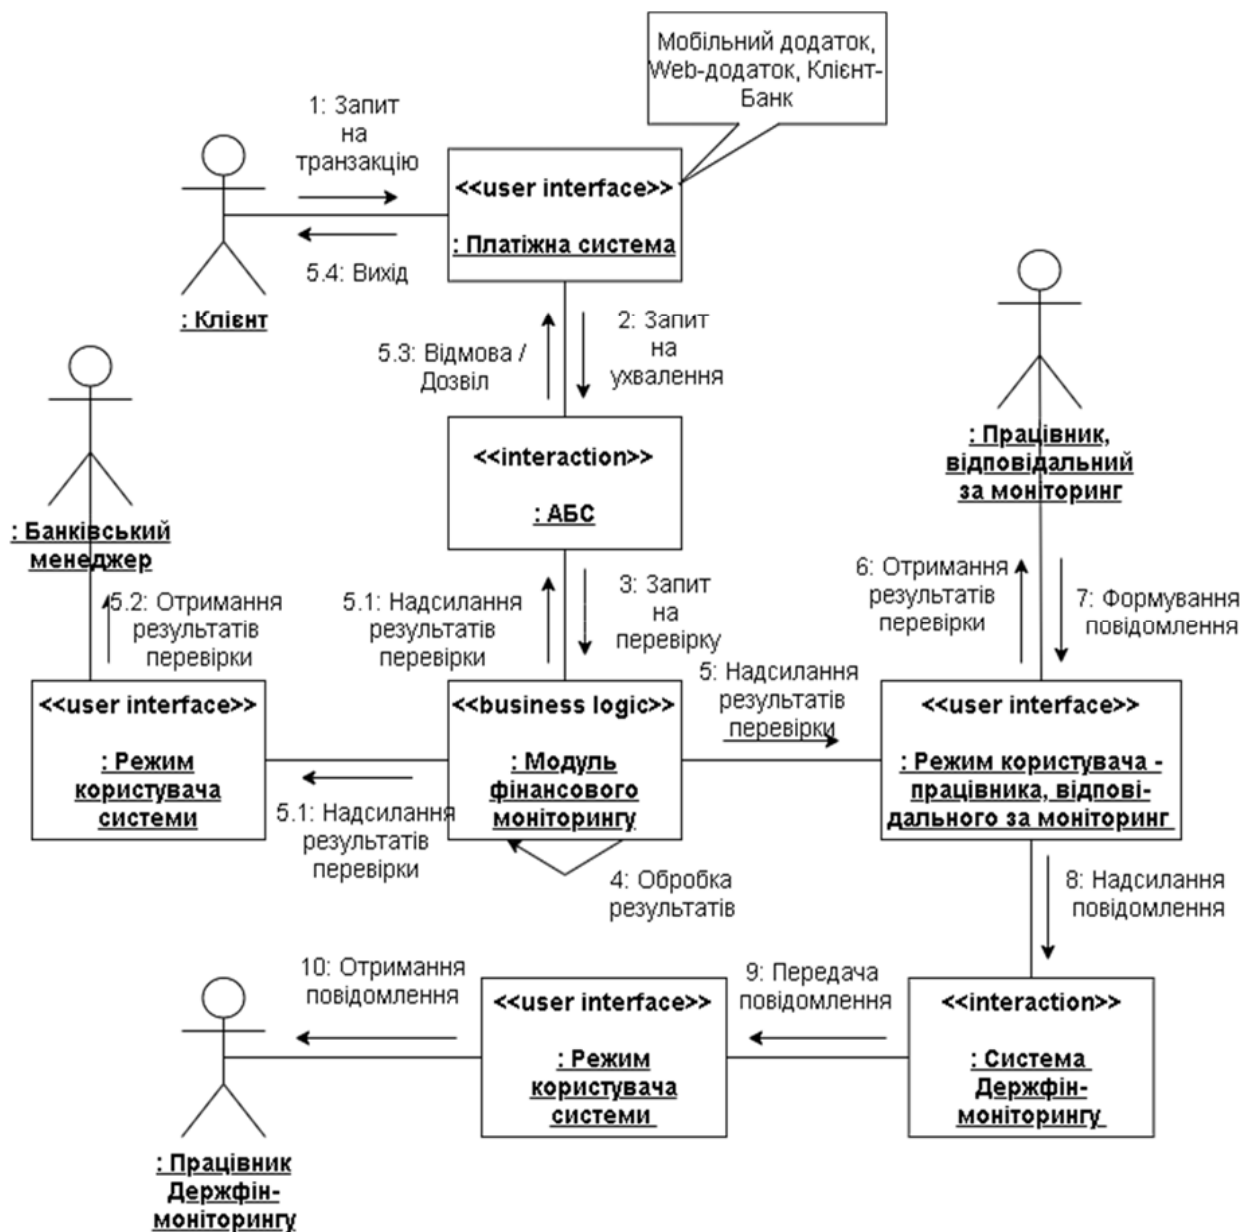 Мобільний додаток,
Web-додаток, Клієнт-
Банк
1: Запит
на
транзакцію
<<user interface>>
: Платіжна система
5.4: Вихід
: Клієнт
5.3: Відмова /
Дозвіл
2: Запит
на
ухвалення
<<interaction>>
: АБС
: Працівник,
відповідальний
за моніторинг
: Банківський
менеджер
5.2: Отримання
результатів
перевірки
5.1: Надсилання
результатів
перевірки
3: Запит
на
перевірку
6: Отримання
результатів
перевірки
7: Формування
повідомлення
5: Надсилання
результатів
перевірки
<<user interface>>
: Режим
користувача
системи
<<business logic>>
: Модуль
фінансового
моніторингу
<<user interface>>
: Режим користувача -
працівника, відпові-
дального за моніторинг
5.1: Надсилання
результатів
перевірки
4: Обробка
результатів
8: Надсилання
повідомлення
10: Отримання
повідомлення
<<user interface>>
: Режим
користувача
системи
9: Передача
повідомлення
<<interaction>>
: Система
Держфін-
моніторингу
: Працівник
Держфін-
моніторингу